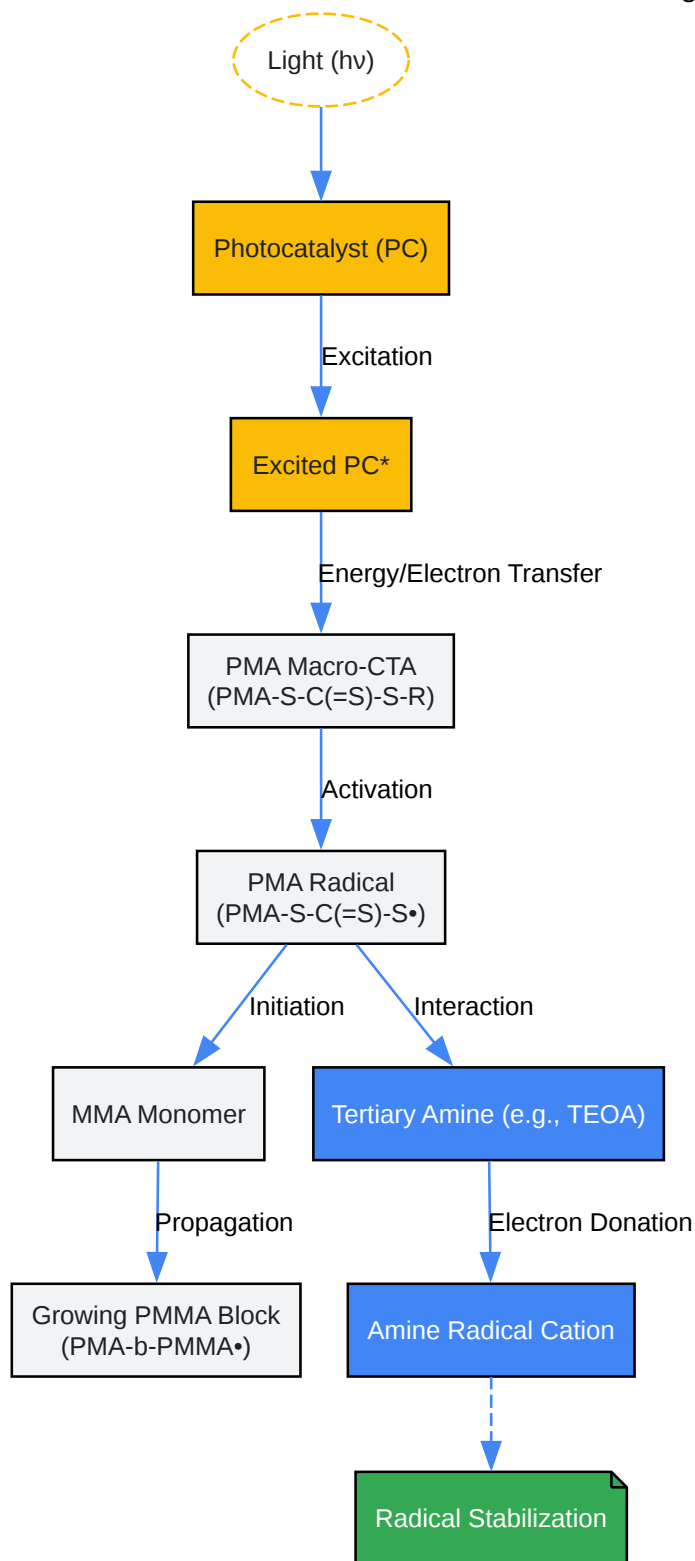 g
Light (hν)
Photocatalyst (PC)
Excitation
Excited PC*
Energy/Electron Transfer
PMA Macro-CTA
(PMA-S-C(=S)-S-R)
Activation
PMA Radical
(PMA-S-C(=S)-S•)
Initiation
Interaction
MMA Monomer
Tertiary Amine (e.g., TEOA)
Propagation
Electron Donation
Growing PMMA Block
(PMA-b-PMMA•)
Amine Radical Cation
Radical Stabilization